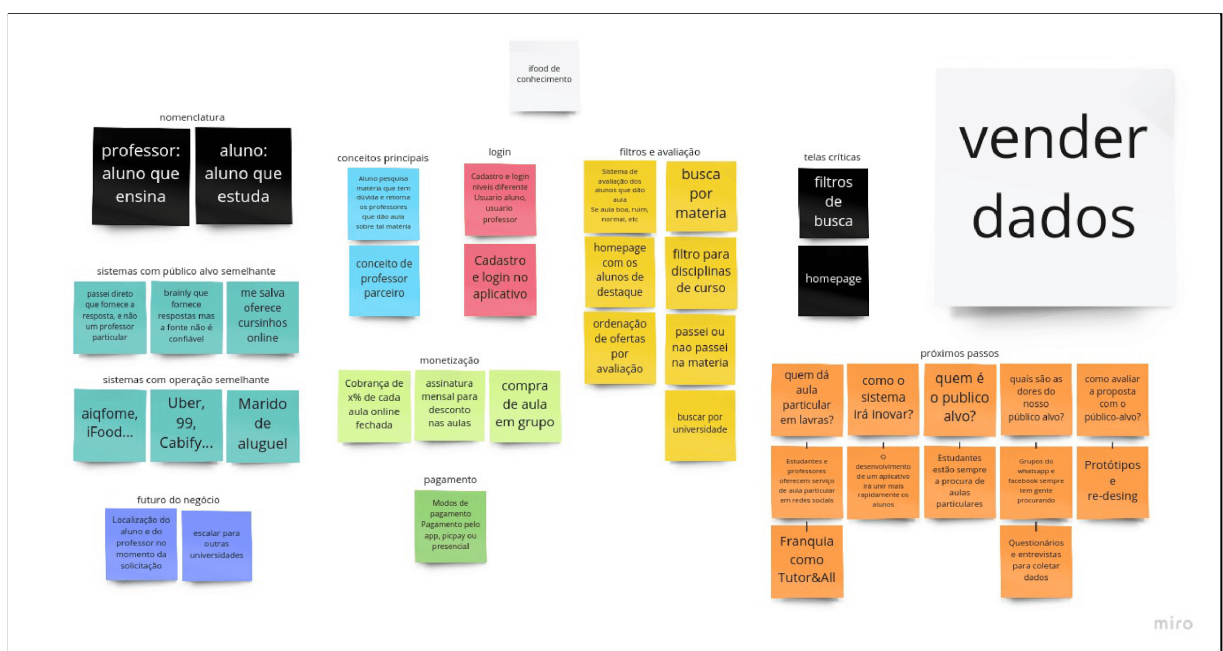 ifood de
conhecimento
vender
dados
nomenclatura
professor:
aluno que
ensina
aluno:
aluno que
estuda
conceitos principais
Aluno pesquisa
matéria que tem
dúvida e retorna
os professores
que dão aula
sobre tal matéria
conceito de
professor
parceiro
login
Cadastro e login
niveis diferente
Usuario aluno,
usuario
professor
Cadastro
e login no
aplicativo
filtros e avaliação
Sistema de
avaliação dos
alunos que dão
aula
Se aula boa, ruim,
normal, etc
busca
por
materia
homepage
com os
alunos de
destaque
filtro para
disciplinas
de curso
ordenação
de ofertas
por
avaliação
passei ou
nao passei
na materia
buscar por
universidade
telas críticas
filtros
de
busca
homepage
sistemas com público alvo semelhante
passei direto
que fornece a
resposta, e não
um professor
particular
brainly que
fornece
respostas mas
a fonte não é
confiável
me salva
oferece
cursinhos
online
sistemas com operação semelhante
aiqfome,
iFood...
Uber,
99,
Cabify...
Marido
de
aluguel
monetização
Cobrança de
x% de cada
aula online
fechada
assinatura
mensal para
desconto
nas aulas
compra
de aula
em grupo
pagamento
Modos de
pagamento
Pagamento pelo
app, picpay ou
presencial
futuro do negócio
Localização do
aluno e do
professor no
momento da
solicitação
escalar para
outras
universidades
próximos passos
quem dá
aula
particular
em lavras?
como o
sistema
irá inovar?
quem é
o publico
alvo?
quais são as
dores do
nosso
público alvo?
como avaliar
a proposta
com o
público-alvo?
Estudantes e
professores
oferecem serviço
de aula particular
em redes sociais
O
desenvolvimento
de um aplicativo
irá unir mais
rapidamente os
alunos
Estudantes
estão sempre
a procura de
aulas
particulares
Grupos do
whatsapp e
facebook sempre
tem gente
procurando
Protótipos
e
re-desing
Franquia
como
Tutor&All
Questionários
e entrevistas
para coletar
dados
miro